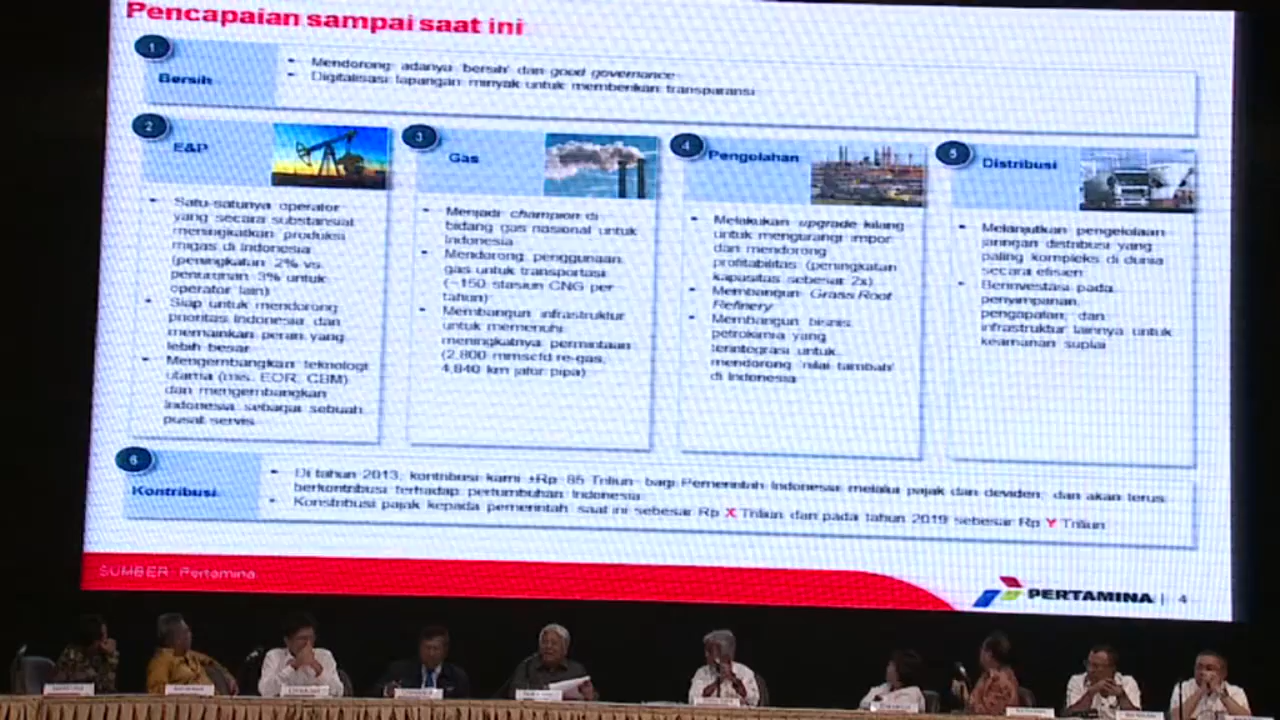 Pencapaian sampai saat ini
1
Bersih
• Mendorong adanya 'bersih' dan good governance
• Digitalisasi lapangan minyak untuk memberikan transparansi
2
E&P
• Satu-satunya operator
yang secara substansial
meningkatkan produksi
migas di Indonesia
(peningkatan 2% vs.
penurunan 3% untuk
operator lain)
• Siap untuk mendorong
prioritas Indonesia dan
memainkan peran yang
lebih besar
• Mengembangkan teknologi
utama (mis. EOR, CBM)
dan mengembangkan
Indonesia sebagai sebuah
pusat servis
3
Gas
• Menjadi champion di
bidang gas nasional untuk
Indonesia
• Mendorong penggunaan
gas untuk transportasi
(~150 stasiun CNG per
tahun)
• Membangun infrastruktur
untuk memenuhi
meningkatnya permintaan
(2,800 mmscfd re-gas,
4,840 km jalur pipa)
4
Pengolahan
• Melakukan upgrade kilang
untuk mengurangi impor
dan mendorong
profitabilitas (peningkatan
kapasitas sebesar 2x)
• Membangun Grass Root
Refinery
• Membangun bisnis
petrokimia yang
terintegrasi untuk
mendorong 'nilai tambah'
di Indonesia
5
Distribusi
• Melanjutkan pengelolaan
jaringan distribusi yang
paling kompleks di dunia
secara efisien
• Berinvestasi pada
penyimpanan,
pengapalan, dan
infrastruktur lainnya untuk
keamanan suplai
6
Kontribusi
• Di tahun 2013, kontribusi kami ±Rp 85 Triliun bagi Pemerintah Indonesia melalui pajak dan deviden, dan akan terus
berkontribusi terhadap pertumbuhan Indonesia
• Konstribusi pajak kepada pemerintah saat ini sebesar Rp X Triliun dan pada tahun 2019 sebesar Rp Y Triliun
SUMBER: Pertamina
PERTAMINA | 4